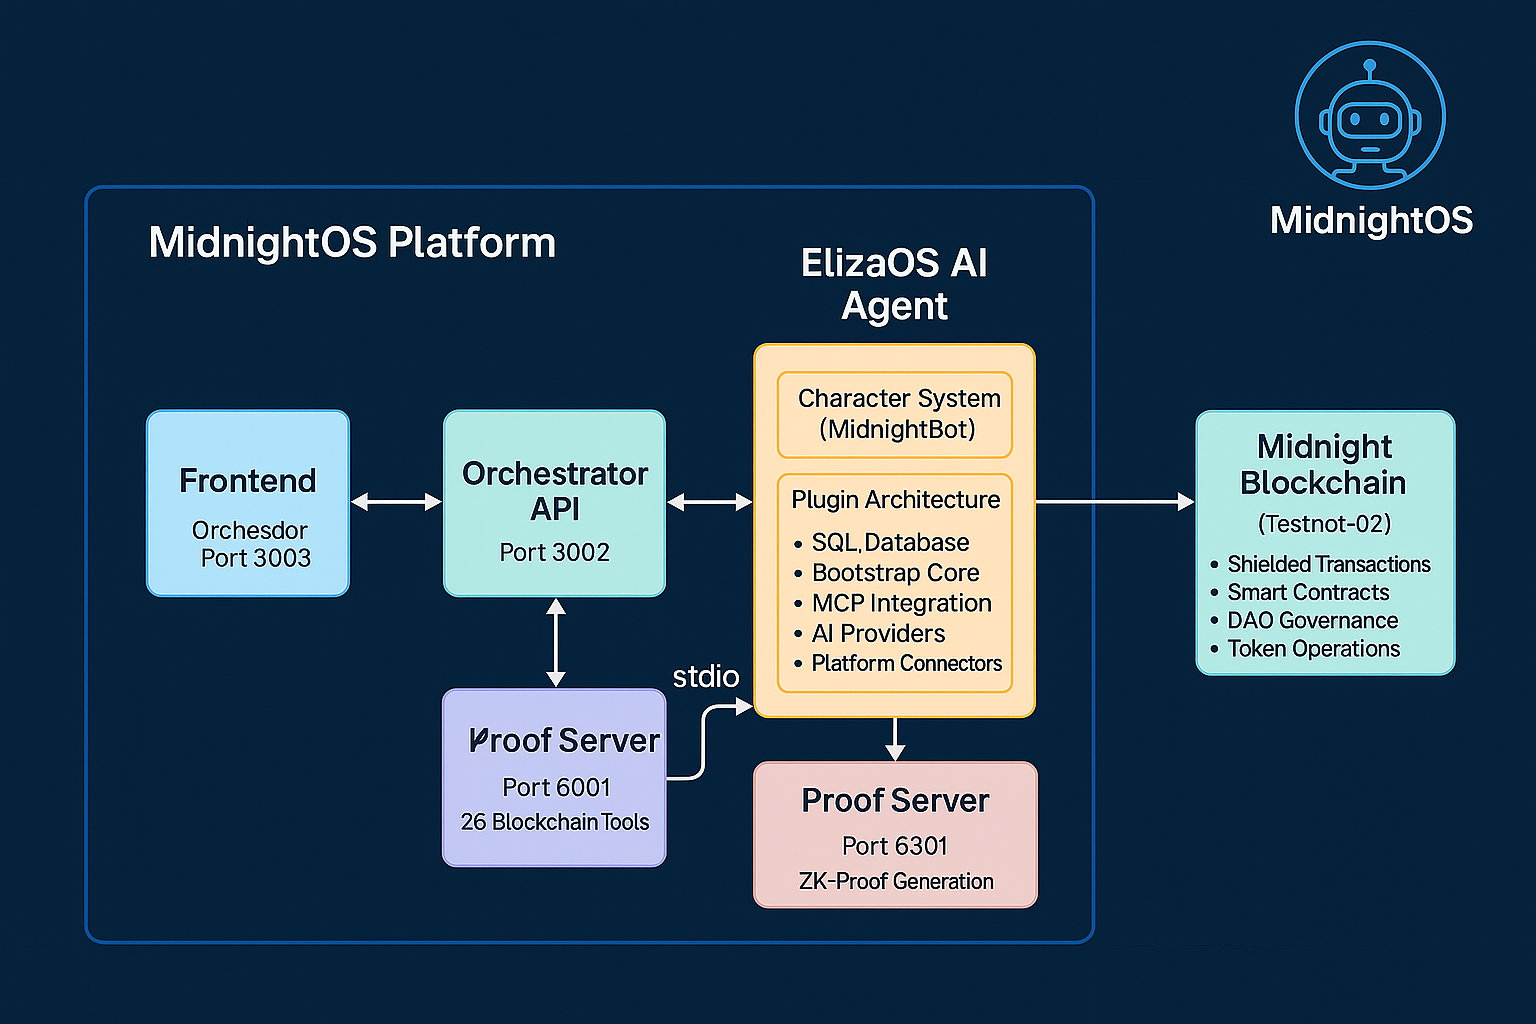 MidnightOS
MidnightOS Platform
ElizaOS AI
Agent
Frontend
Orchesdor
Port 3003
Orchestrator
API
Port 3002
Character System
(MidnightBot)
Plugin Architecture
• SQL, Database
• Bootstrap Core
• MCP Integration
• AI Providers
• Platform Connectors
Midnight
Blockchain
(Testnot-02)
• Shielded Transactions
• Smart Contracts
• DAO Governance
• Token Operations
stdio
Proof Server
Port 6001
26 Blockchain Tools
Proof Server
Port 6301
ZK-Proof Generation